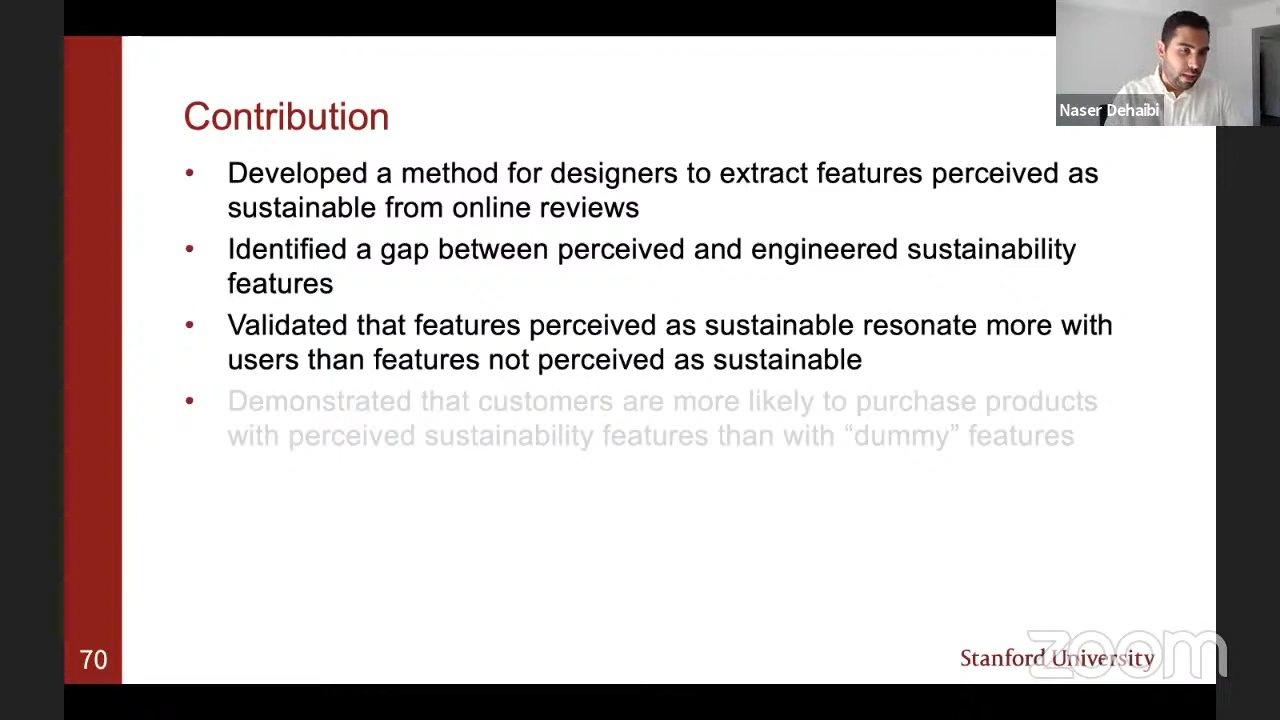 Naser Dehaibi
Contribution
• Developed a method for designers to extract features perceived as
sustainable from online reviews
• Identified a gap between perceived and engineered sustainability
features
• Validated that features perceived as sustainable resonate more with
users than features not perceived as sustainable
• Demonstrated that customers are more likely to purchase products
with perceived sustainability features than with “dummy” features
70
Stanford University
zoom